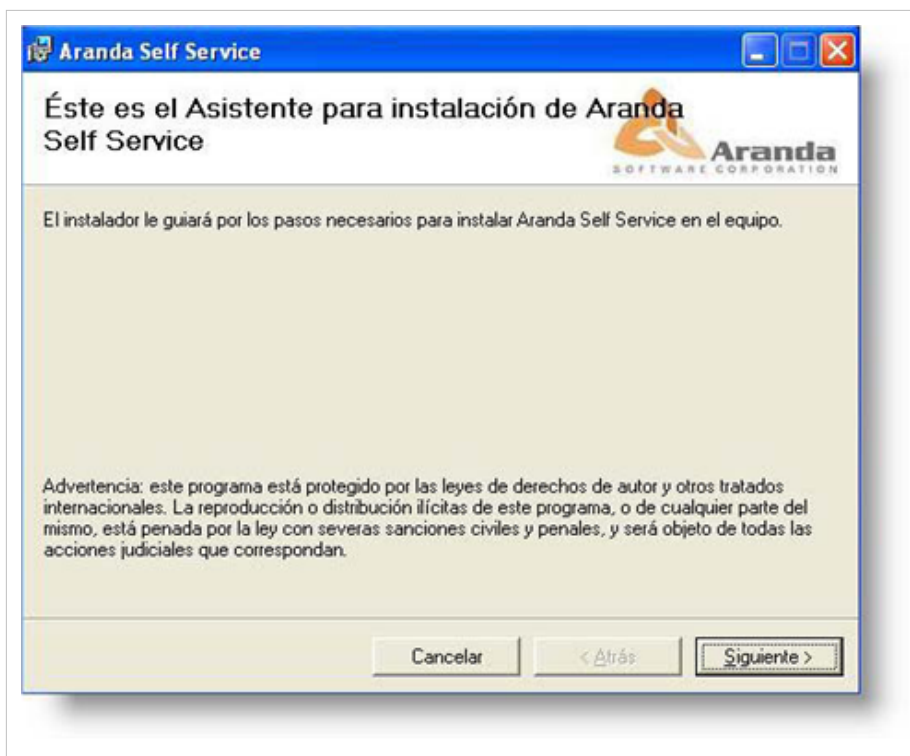 Aranda Self Service
Éste es el Asistente para instalación de Aranda
Self Service
Aranda
SOFTWARE CORPORATION
El instalador le guiará por los pasos necesarios para instalar Aranda Self Service en el equipo.
Advertencia: este programa está protegido por las leyes de derechos de autor y otros tratados
internacionales. La reproducción o distribución ilícitas de este programa, o de cualquier parte del
mismo, está penada por la ley con severas sanciones civiles y penales, y será objeto de todas las
acciones judiciales que correspondan.
Cancelar
< Atrás
Siguiente >